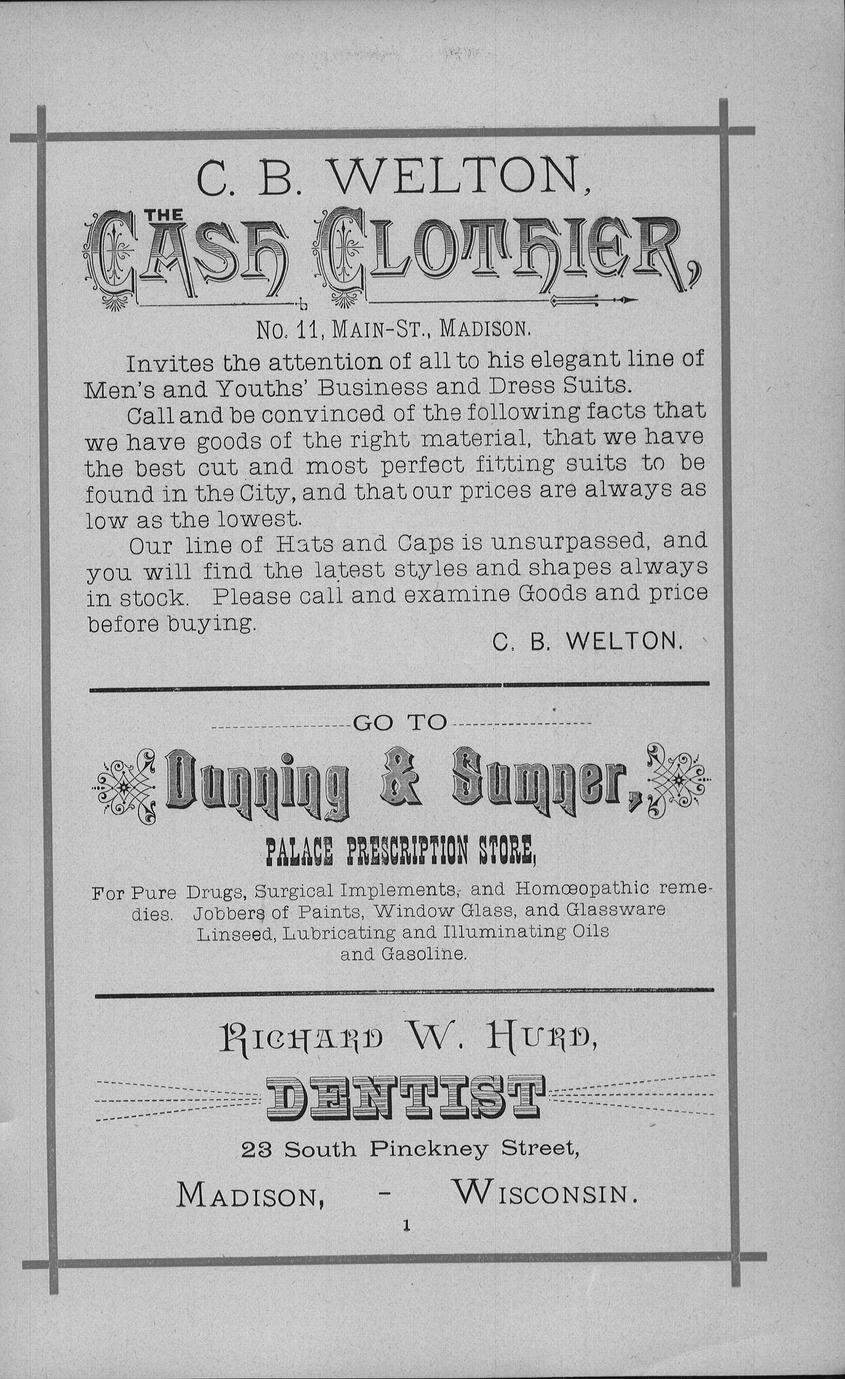 C. B. WELTON,
THE CASH CLOTHIER,
No. 11, MAIN-ST., MADISON.
Invites the attention of all to his elegant line of
Men's and Youths' Business and Dress Suits.
Call and be convinced of the following facts that
we have goods of the right material, that we have
the best cut and most perfect fitting suits to be
found in the City, and that our prices are always as
low as the lowest.
Our line of Hats and Caps is unsurpassed, and
you will find the latest styles and shapes always
in stock. Please call and examine Goods and price
before buying.
C. B. WELTON.
GO TO
Dunning & Sumner,
PALACE PRESCRIPTION STORE,
For Pure Drugs, Surgical Implements, and Homœopathic reme-
dies. Jobbers of Paints, Window Glass, and Glassware
Linseed, Lubricating and Illuminating Oils
and Gasoline.
RICHARD W. HURD,
DENTIST
23 South Pinckney Street,
MADISON, - WISCONSIN.
1